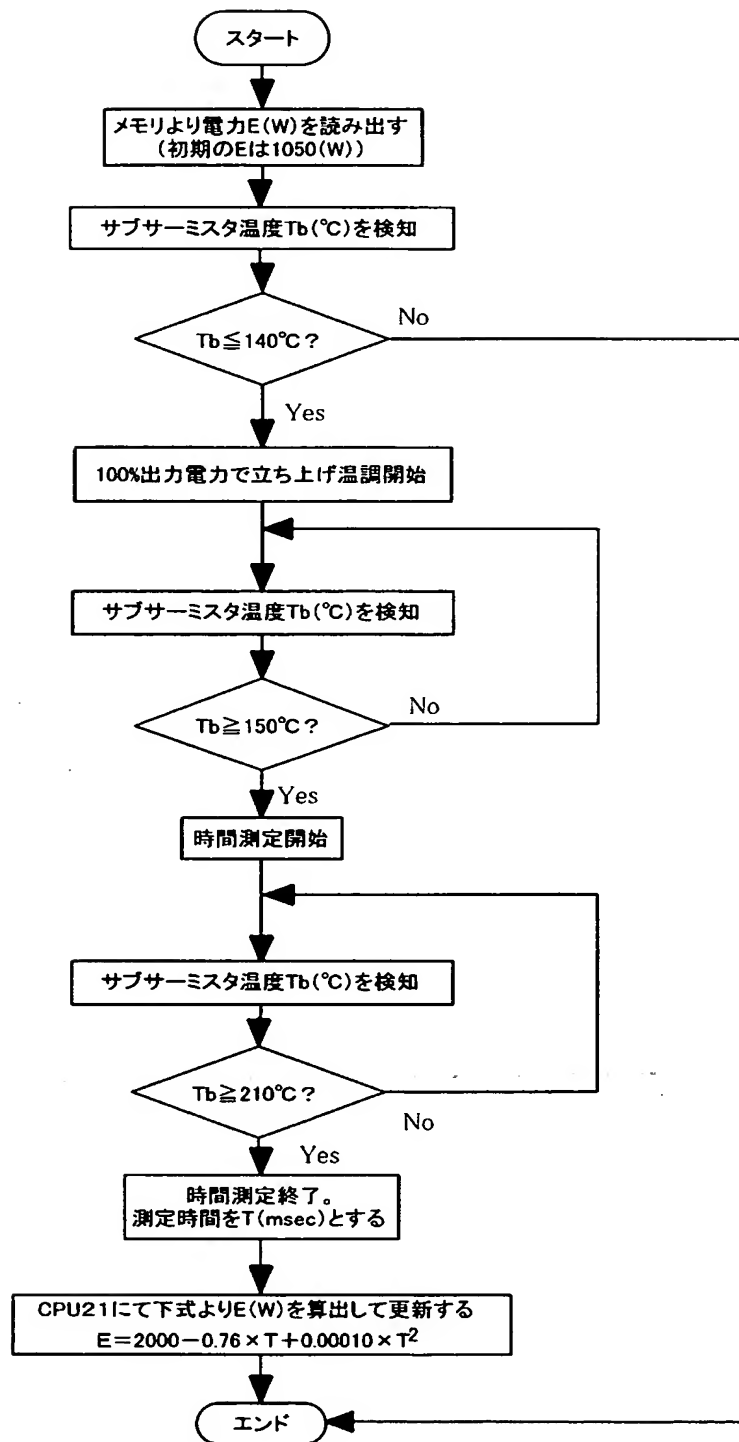 スタート
メモリより電力E(W)を読み出す
(初期のEは1050(W))
サブサーミスタ温度Tb(℃)を検知
Tb≦140℃?
No
Yes
100%出力電力で立ち上げ温調開始
サブサーミスタ温度Tb(℃)を検知
Tb≧150℃?
No
Yes
時間測定開始
サブサーミスタ温度Tb(℃)を検知
Tb≧210℃?
No
Yes
時間測定終了。
測定時間をT(msec)とする
CPU21にて下式よりE(W)を算出して更新する
E=2000-0.76×T+0.00010×T²
エンド